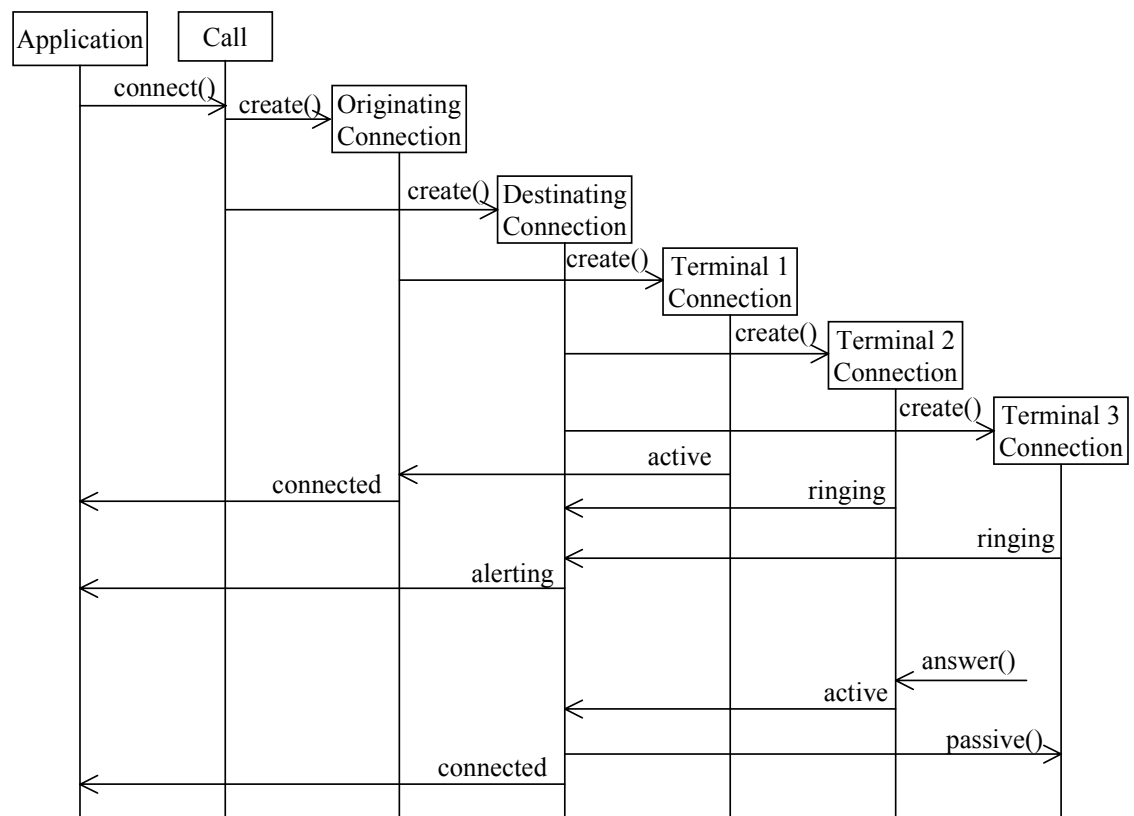 Application
Call
connect()
create()
Originating
Connection
create()
Destinating
Connection
create()
Terminal 1
Connection
create()
Terminal 2
Connection
create()
Terminal 3
Connection
active
connected
ringing
ringing
alerting
answer()
active
passive()
connected